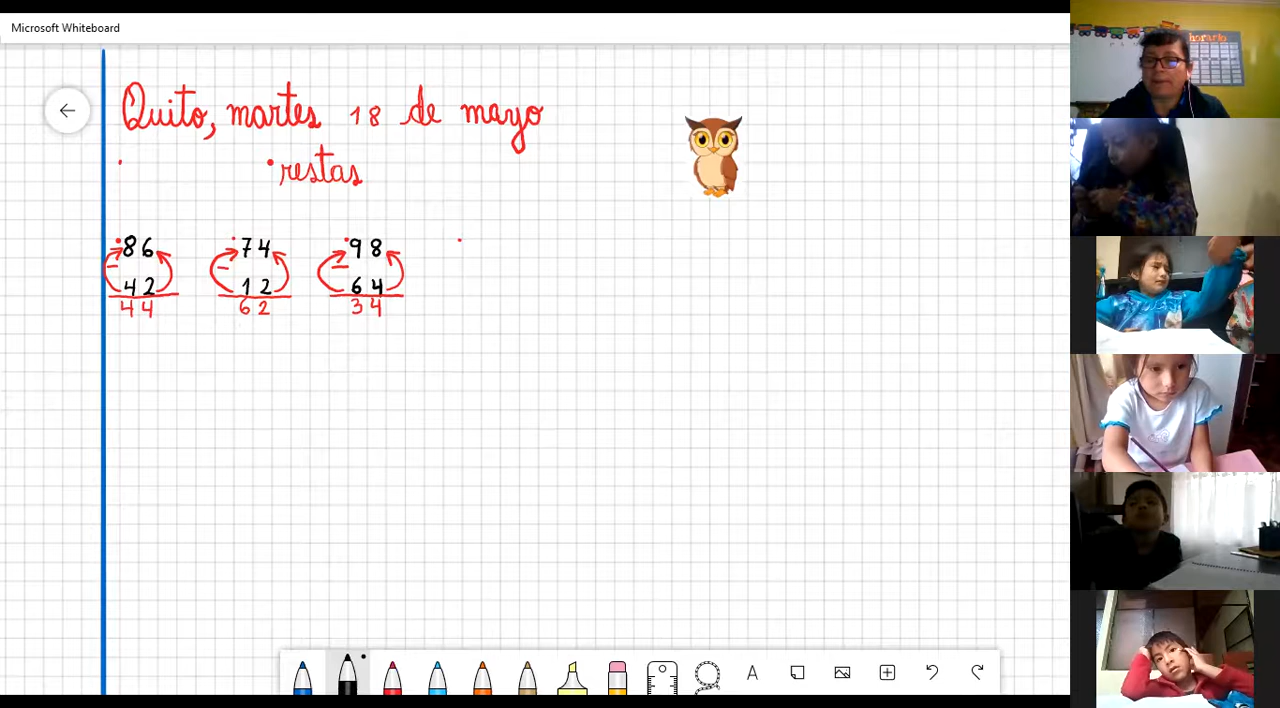 Microsoft Whiteboard
Quito, martes 18 de mayo
restas
86 74 98
- - -
42 12 64
44 62 34
A
horario